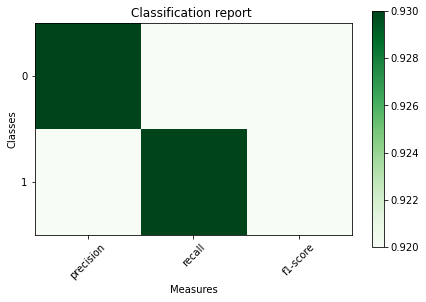 Classification report
0
1
Classes
precision
recall
f1-score
Measures
0.930
0.928
0.926
0.924
0.922
0.920